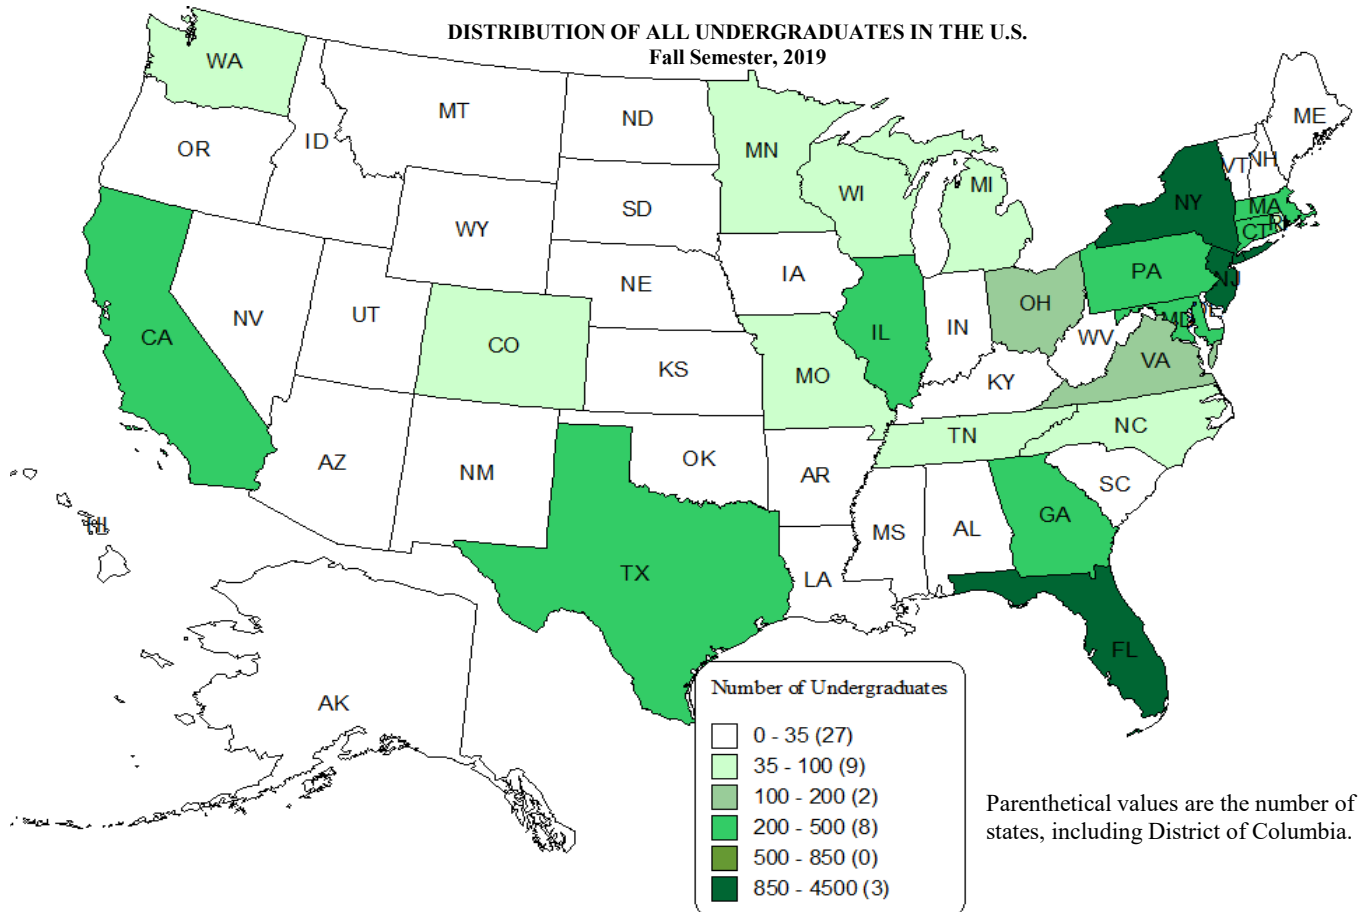 DISTRIBUTION OF ALL UNDERGRADUATES IN THE U.S.
Fall Semester, 2019
WA
MT
ND
ME
OR
ID
MN
VT
NH
WI
MI
SD
NY
WY
MA
RI
CT
IA
PA
NE
NJ
OH
NV
UT
IL
IN
MD
CA
CO
WV
VA
KS
MO
KY
NC
TN
AZ
NM
OK
AR
SC
GA
HI
MS
AL
TX
LA
FL
AK
Number of Undergraduates
0 - 35 (27)
35 - 100 (9)
100 - 200 (2)
200 - 500 (8)
500 - 850 (0)
850 - 4500 (3)
Parenthetical values are the number of
states, including District of Columbia.